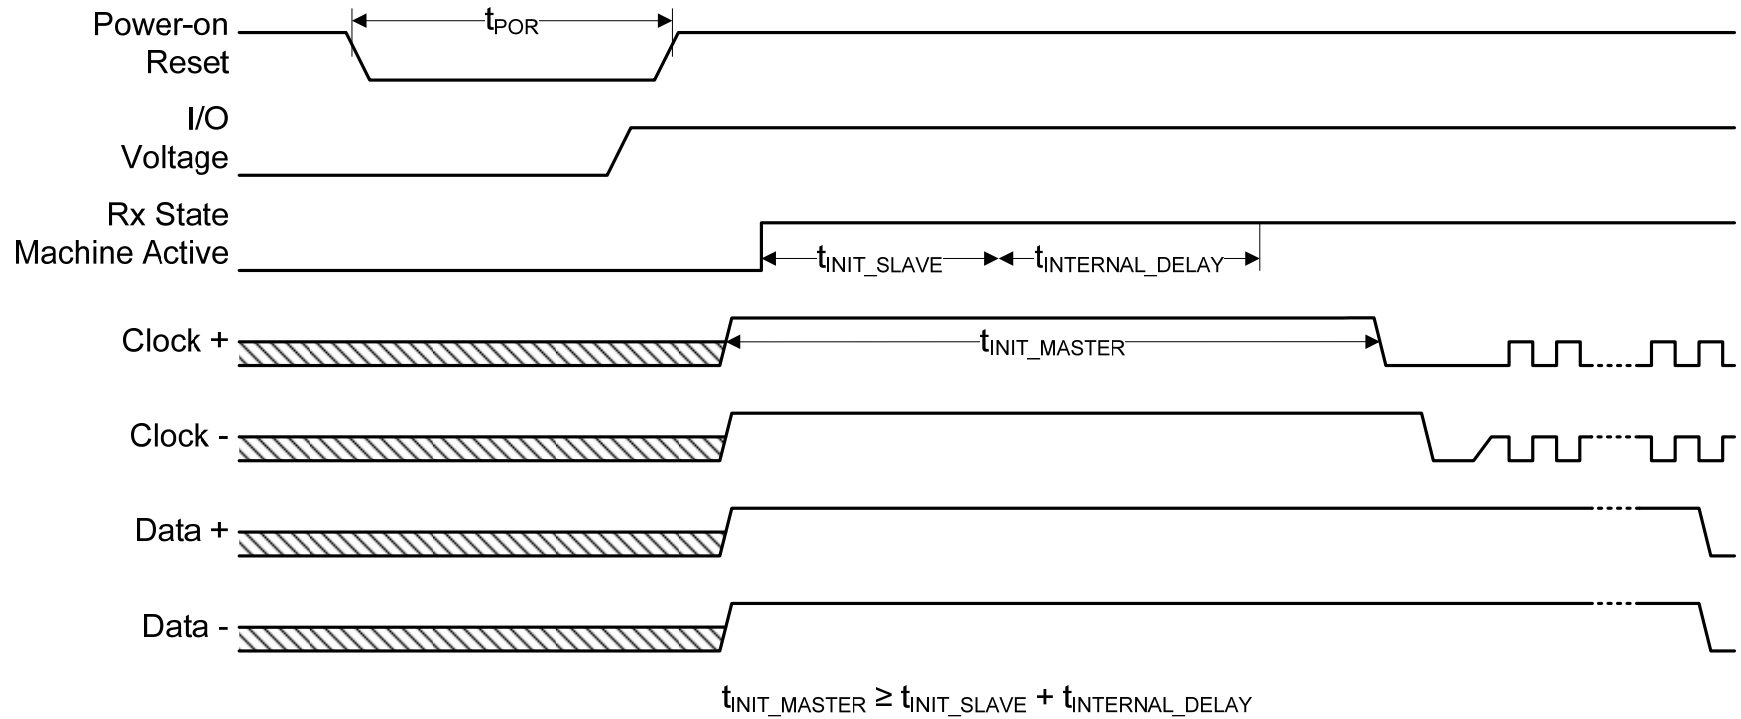 Power-on
Reset
tPOR
I/O
Voltage
Rx State
Machine Active
tINIT_SLAVE
tINTERNAL_DELAY
Clock +
tINIT_MASTER
Clock -
Data +
Data -
tINIT_MASTER ≥ tINIT_SLAVE + tINTERNAL_DELAY